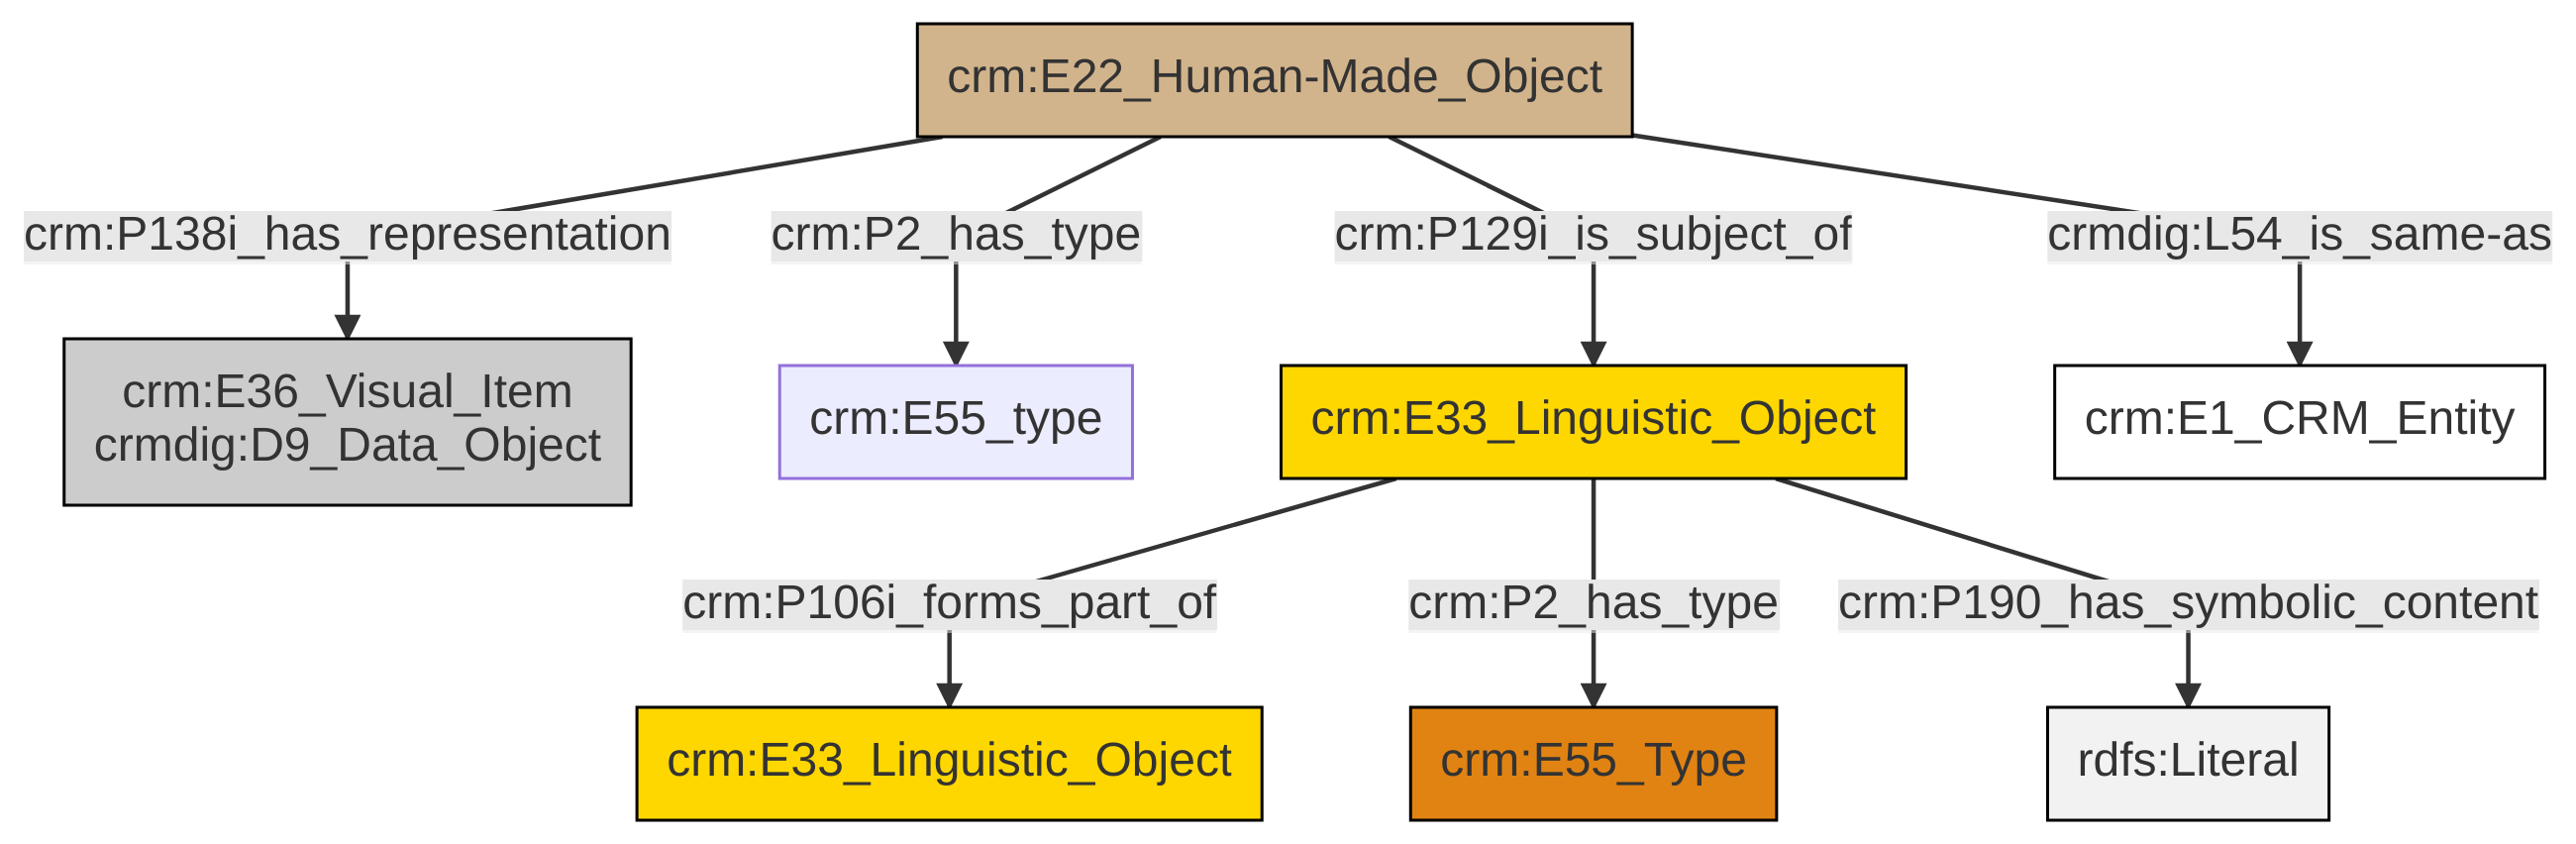 crm:E22_Human-Made_Object
crm:P138i_has_representation
crm:P2_has_type
crm:P129i_is_subject_of
crmdig:L54_is_same-as
crm:E36_Visual_Item
crmdig:D9_Data_Object
crm:E55_type
crm:E33_Linguistic_Object
crm:E1_CRM_Entity
crm:P106i_forms_part_of
crm:P2_has_type
crm:P190_has_symbolic_content
crm:E33_Linguistic_Object
crm:E55_Type
rdfs:Literal